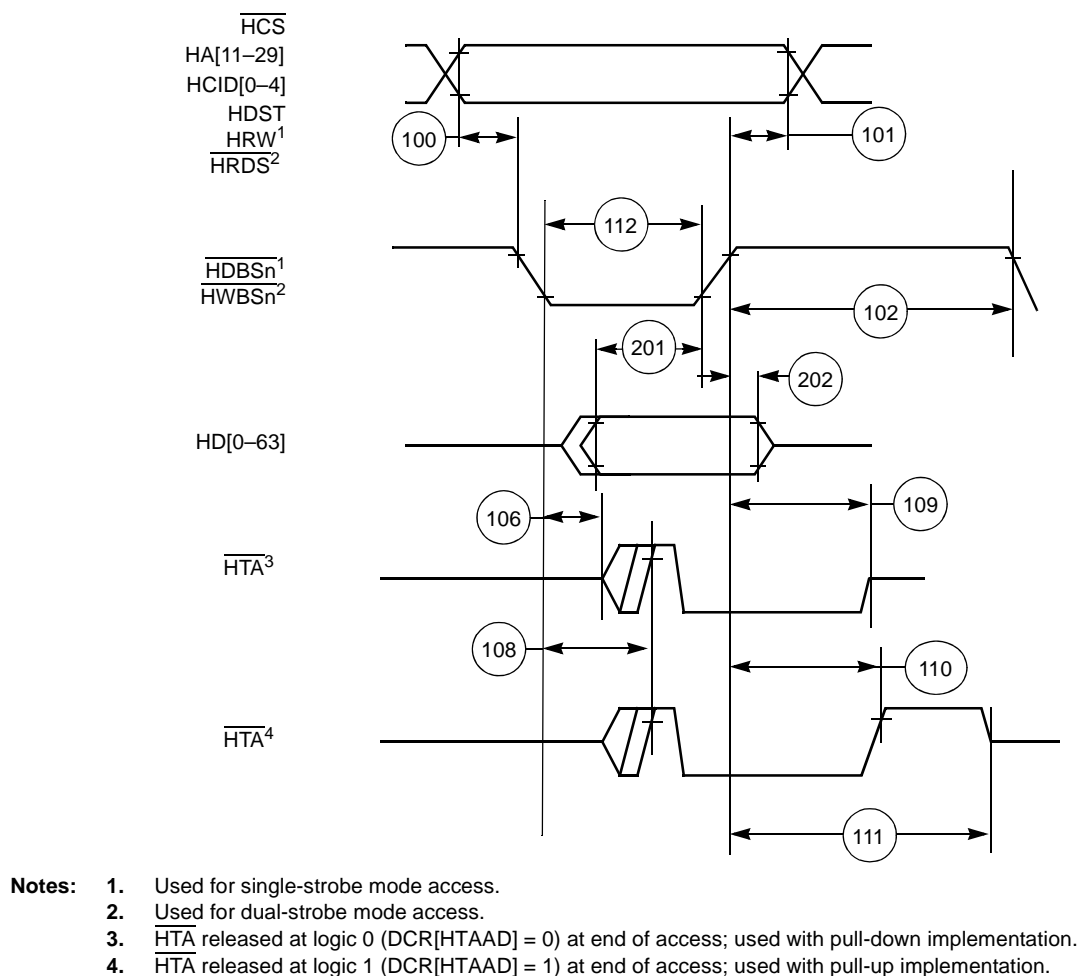 HCS
HA[11–29]
HCID[0–4]
HDST
HRW1
HRDS2
100
101
112
HDBSn1
HWBSn2
102
201
202
HD[0–63]
106
109
HTA3
108
110
HTA4
111
Notes: 1. Used for single-strobe mode access.
2. Used for dual-strobe mode access.
3. HTA released at logic 0 (DCR[HTAAD] = 0) at end of access; used with pull-down implementation.
4. HTA released at logic 1 (DCR[HTAAD] = 1) at end of access; used with pull-up implementation.